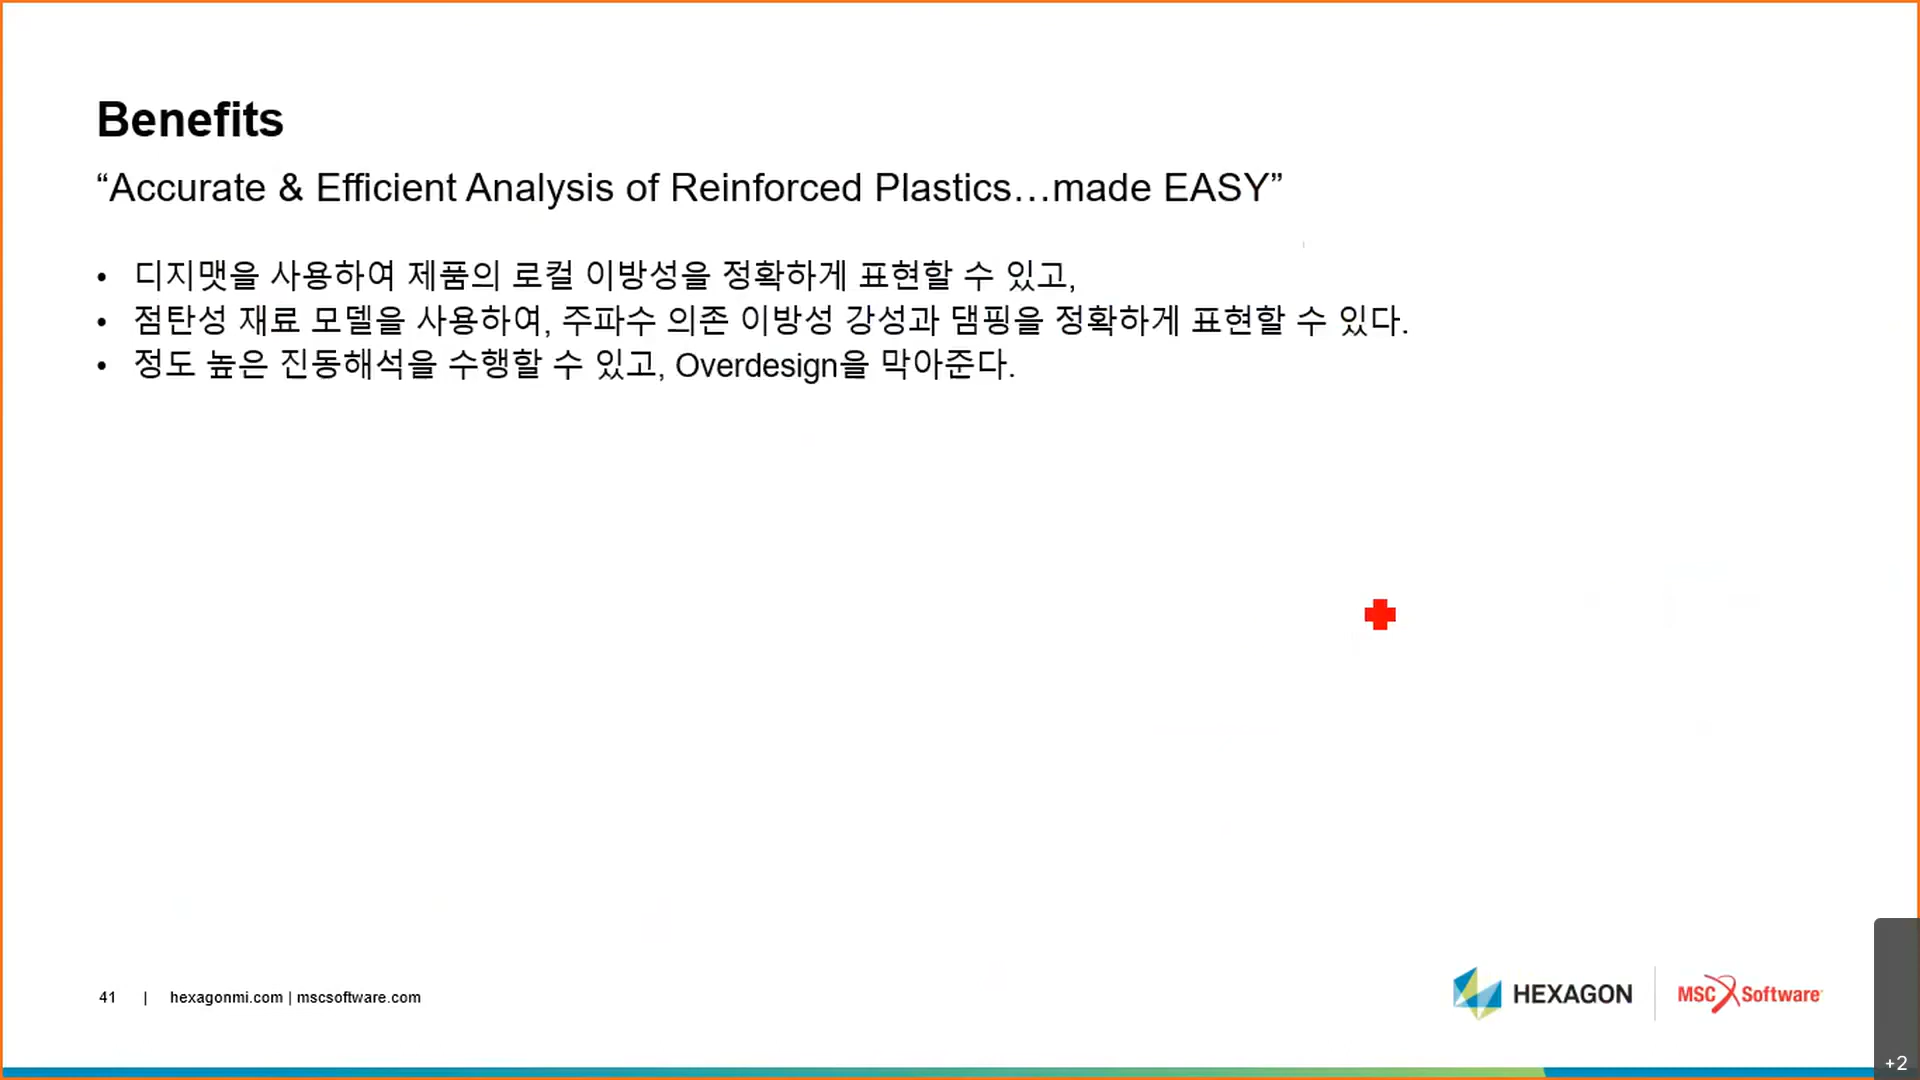 Benefits
“Accurate & Efficient Analysis of Reinforced Plastics…made EASY”
• 디지맷을 사용하여 제품의 로컬 이방성을 정확하게 표현할 수 있고,
• 점탄성 재료 모델을 사용하여, 주파수 의존 이방성 강성과 댐핑을 정확하게 표현할 수 있다.
• 정도 높은 진동해석을 수행할 수 있고, Overdesign을 막아준다.
41 | hexagonmi.com | mscsoftware.com
HEXAGON
MSC Software
+2